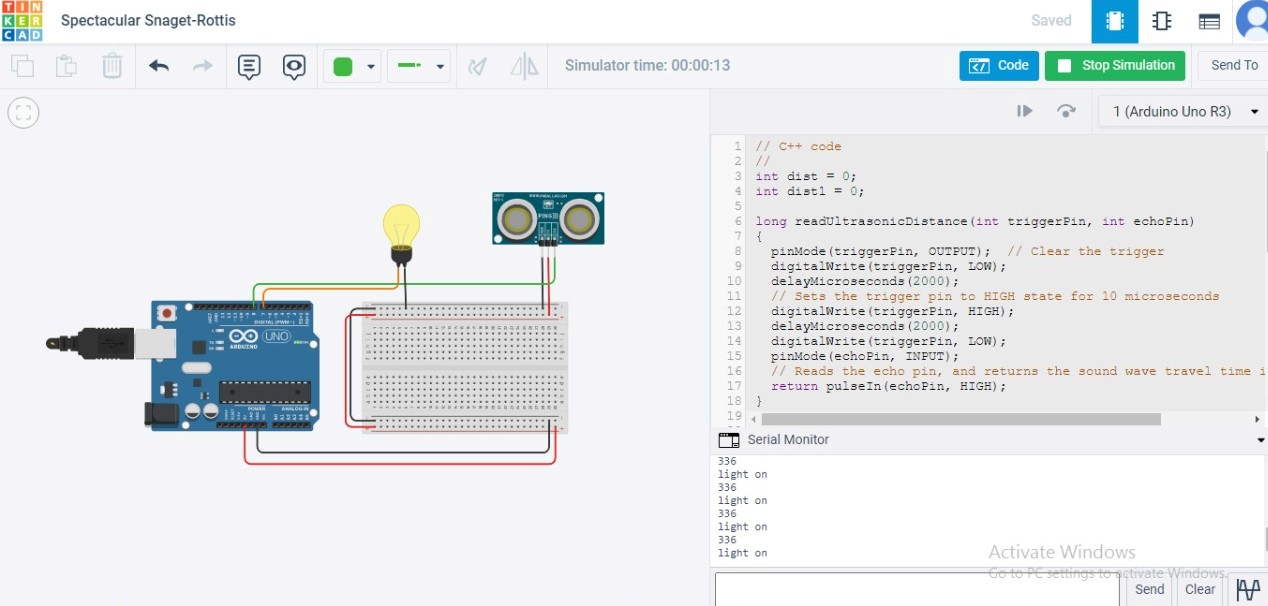 TIN
KER
CAD
Spectacular Snaget-Rottis
Saved
Simulator time: 00:00:13
Code
Stop Simulation
Send To
1 (Arduino Uno R3)
1 // C++ code
2 //
3 int dist = 0;
4 int dist1 = 0;
5
6 long readUltrasonicDistance(int triggerPin, int echoPin)
7 {
8 pinMode(triggerPin, OUTPUT);  // Clear the trigger
9 digitalWrite(triggerPin, LOW);
10 delayMicroseconds(2000);
11 // Sets the trigger pin to HIGH state for 10 microseconds
12 digitalWrite(triggerPin, HIGH);
13 delayMicroseconds(2000);
14 digitalWrite(triggerPin, LOW);
15 pinMode(echoPin, INPUT);
16 // Reads the echo pin, and returns the sound wave travel time i
17 return pulseIn(echoPin, HIGH);
18 }
19
PING)))
DIGITAL (PWM~)
UNO
ARDUINO
POWER
ANALOG IN
Serial Monitor
336
light on
336
light on
336
light on
336
light on
Activate Windows
Go to PC settings to activate Windows.
Send
Clear